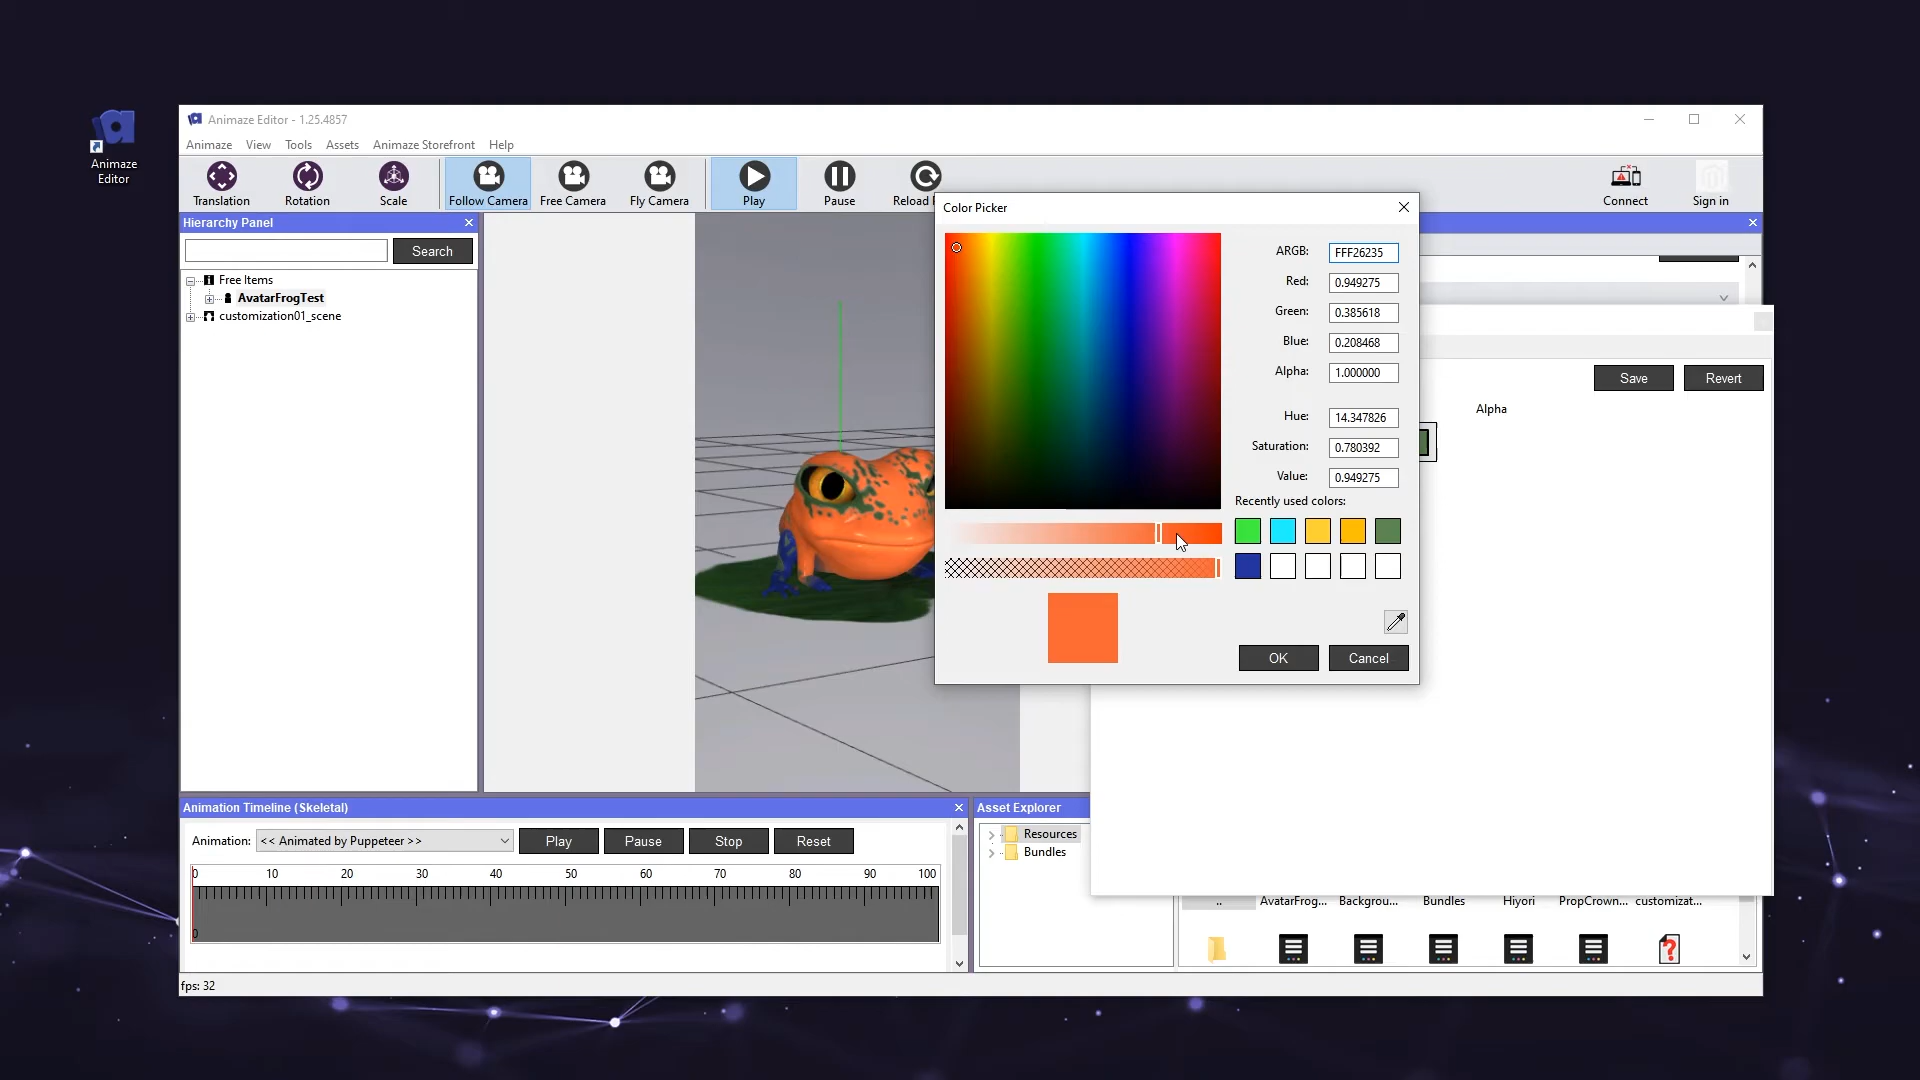 Animaze
Editor
Animaze Editor - 1.25.4857
Animaze View Tools Assets Animaze Storefront Help
Translation Rotation Scale Follow Camera Free Camera Fly Camera Play Pause Reload Connect Sign in
Hierarchy Panel
Search
Free Items
AvatarFrogTest
customization01_scene
Color Picker
ARGB: FFF26235
Red: 0.949275
Green: 0.385618
Blue: 0.208468
Alpha: 1.000000
Hue: 14.347826
Saturation: 0.780392
Value: 0.949275
Recently used colors:
OK Cancel
Save Revert
Alpha
Animation Timeline (Skeletal)
Animation: << Animated by Puppeteer >> Play Pause Stop Reset
0 10 20 30 40 50 60 70 80 90 100
0
Asset Explorer
Resources
Bundles
.. AvatarFrog... Backgrou... Bundles Hiyori PropCrown... customizat...
fps: 32